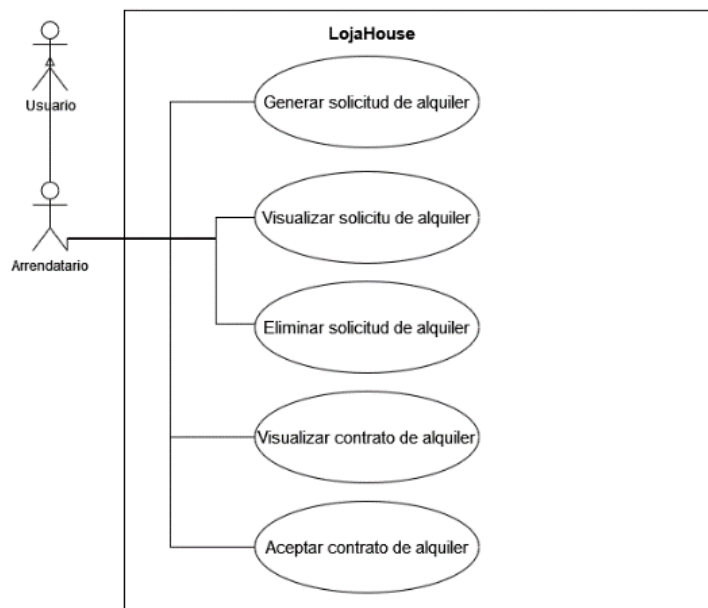 LojaHouse
Usuario
Generar solicitud de alquiler
Visualizar solicitu de alquiler
Arrendatario
Eliminar solicitud de alquiler
Visualizar contrato de alquiler
Aceptar contrato de alquiler